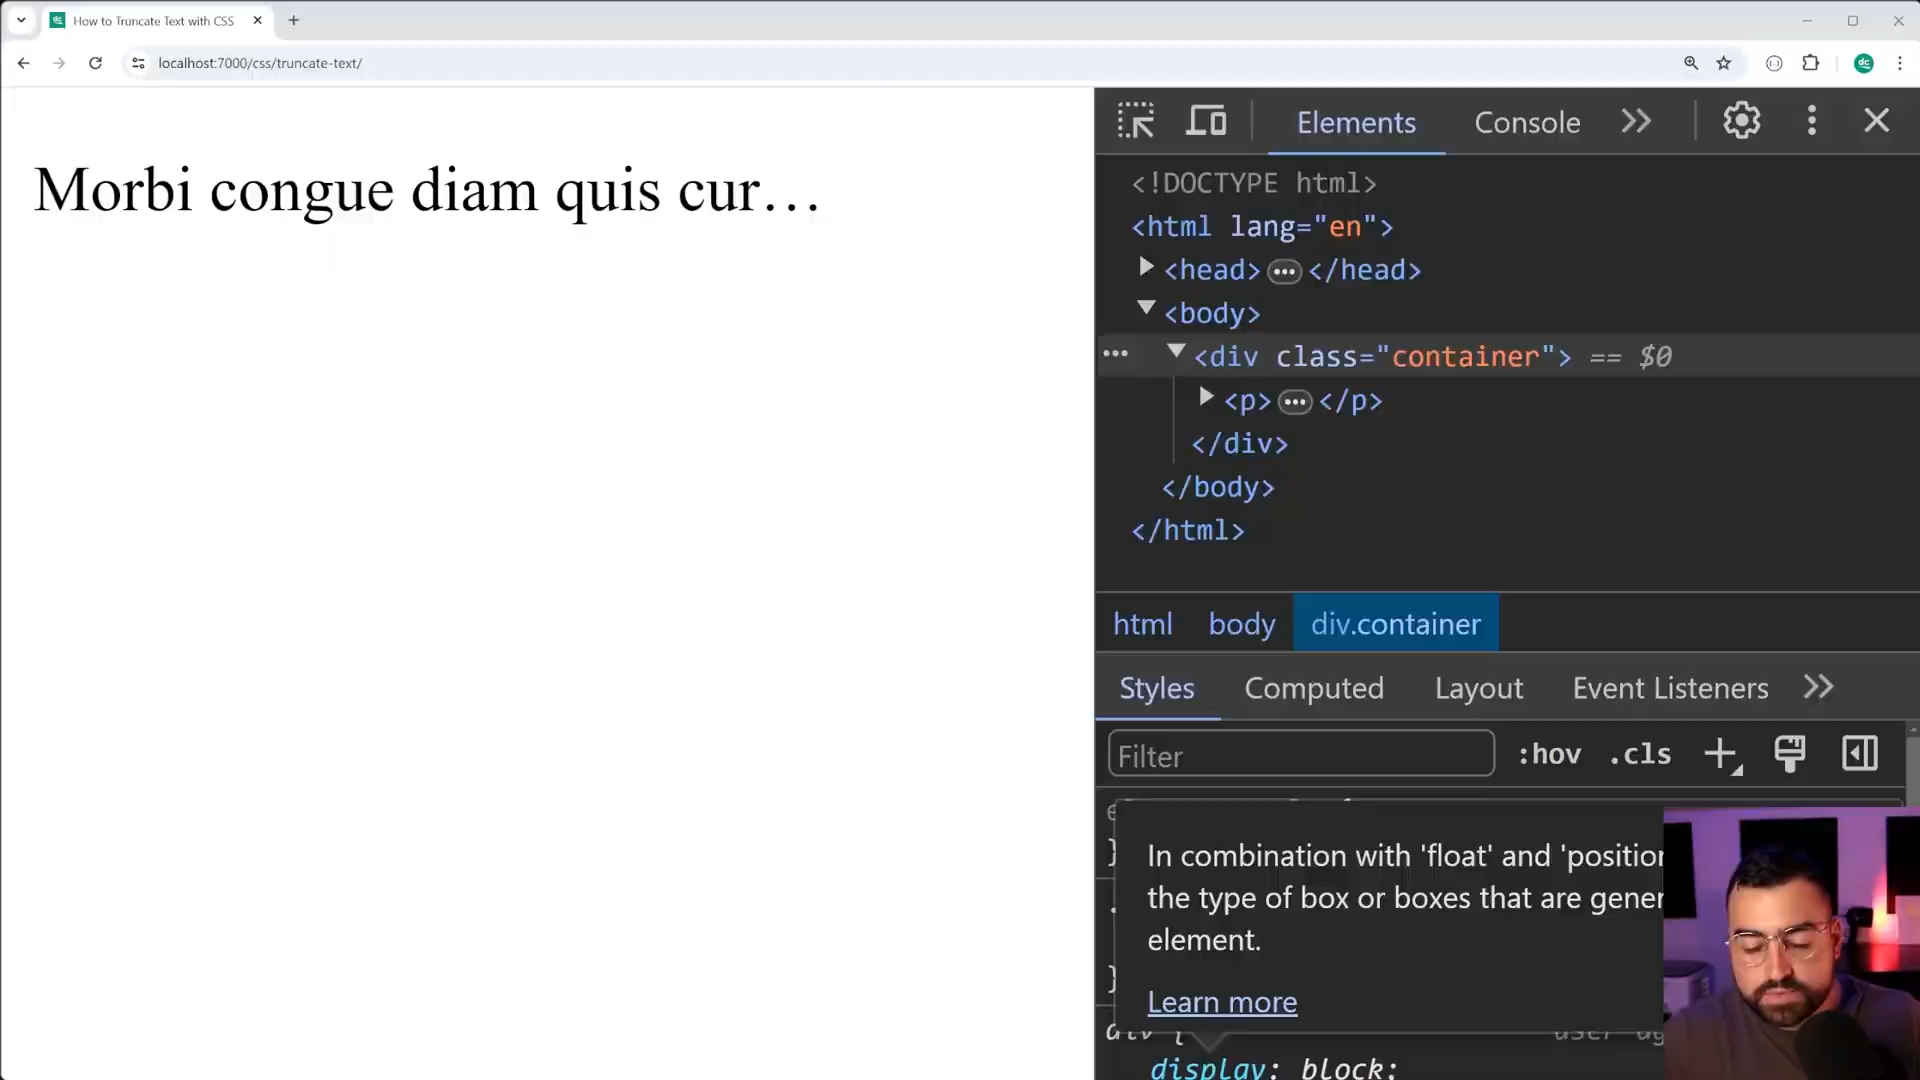 How to Truncate Text with CSS
localhost:7000/css/truncate-text/
Morbi congue diam quis cur…
Elements
Console
<!DOCTYPE html>
<html lang="en">
<head> ••• </head>
<body>
••• <div class="container"> == $0
<p> ••• </p>
</div>
</body>
</html>
html body div.container
Styles
Computed
Layout
Event Listeners
Filter
:hov .cls
}
In combination with 'float' and
the type of box or boxes that are
element.
}
Learn more
div {
display: block;